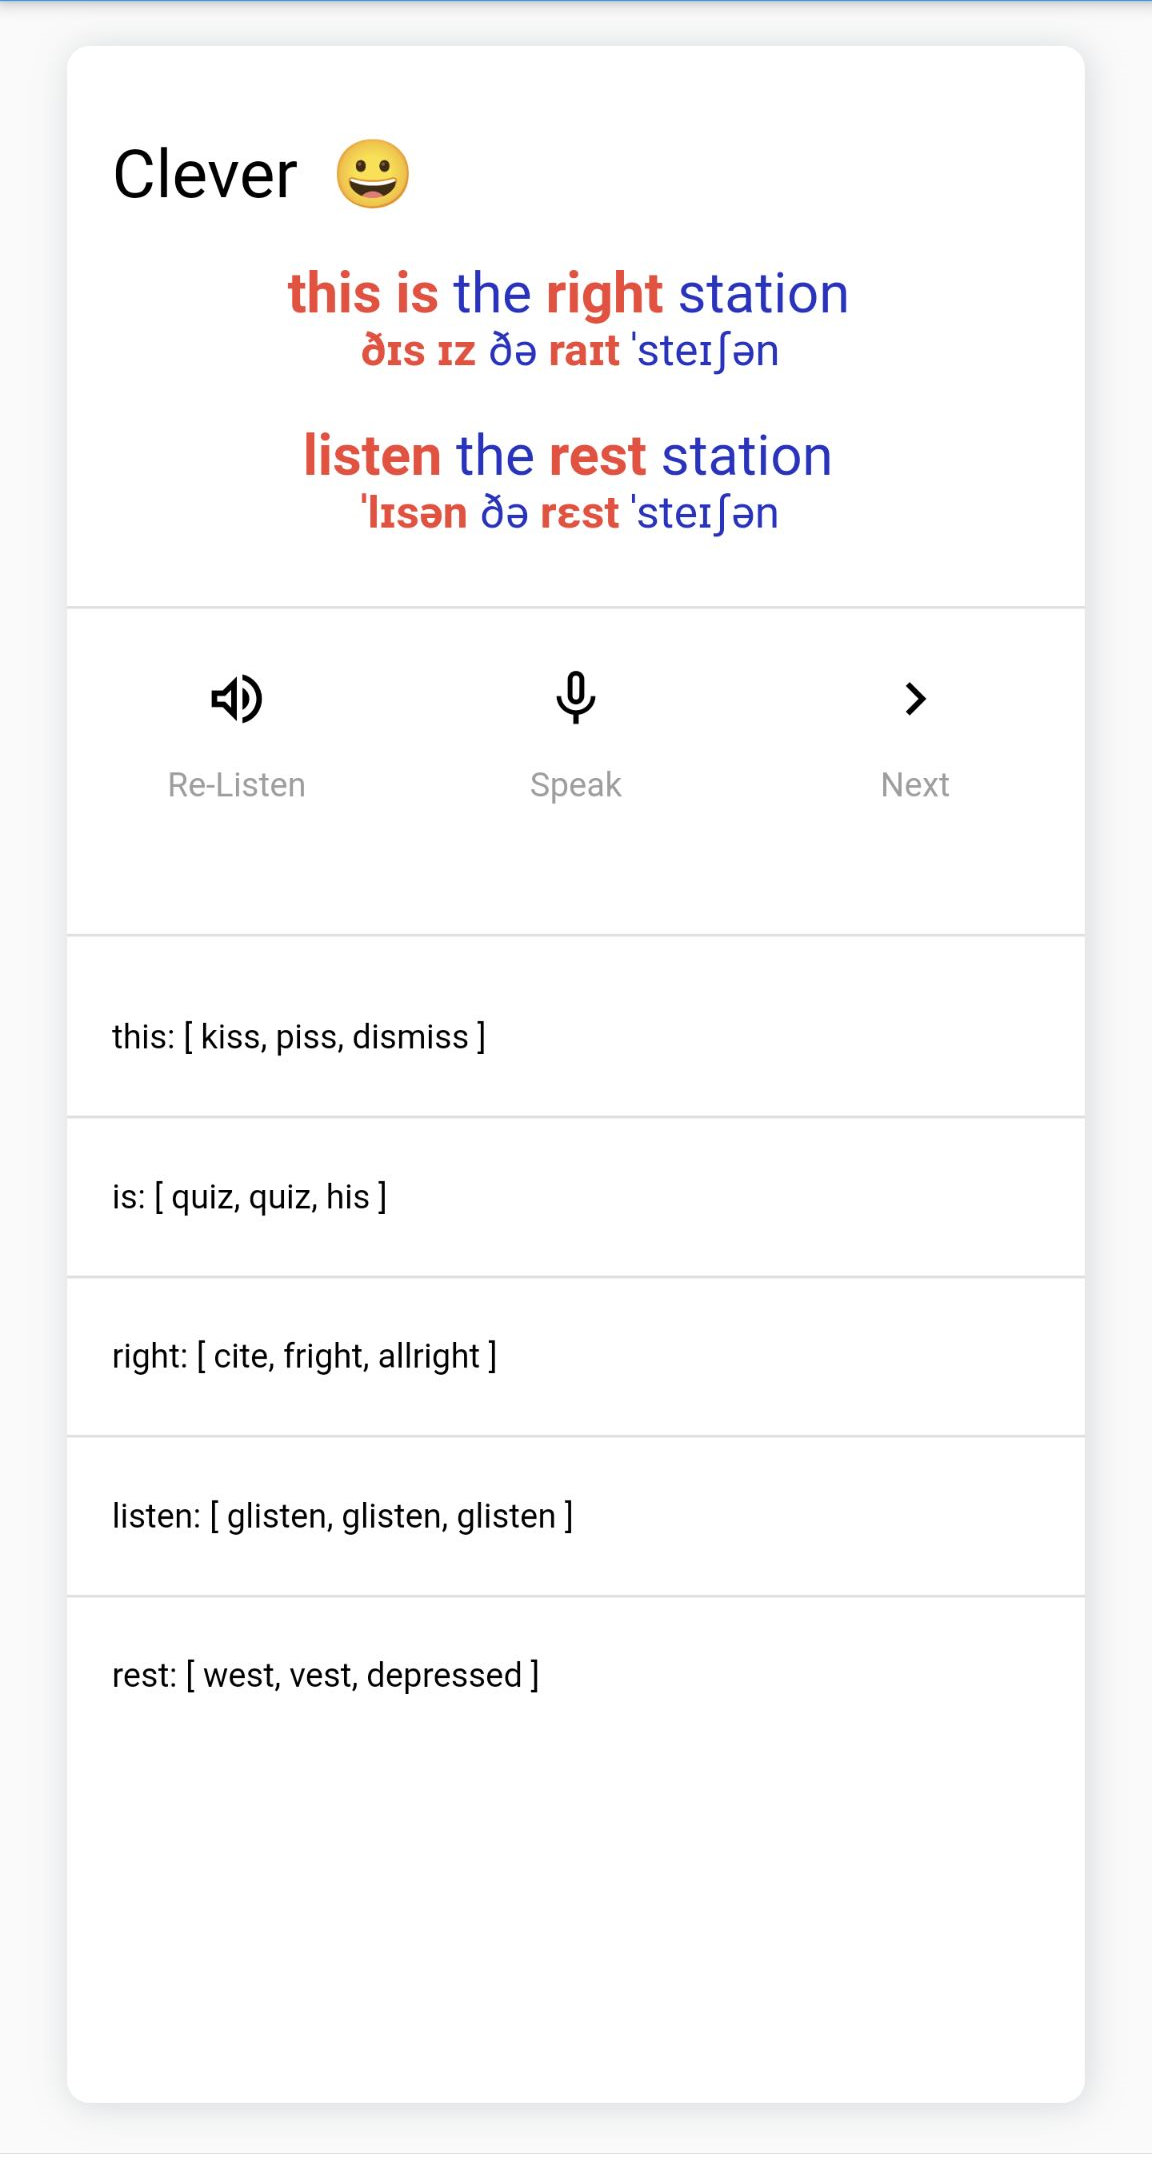 Clever 😀
this is the right station
ðɪs ɪz ðə raɪt ˈsteɪʃən
listen the rest station
ˈlɪsən ðə rɛst ˈsteɪʃən
Re-Listen Speak Next
this: [ kiss, piss, dismiss ]
is: [ quiz, quiz, his ]
right: [ cite, fright, allright ]
listen: [ glisten, glisten, glisten ]
rest: [ west, vest, depressed ]